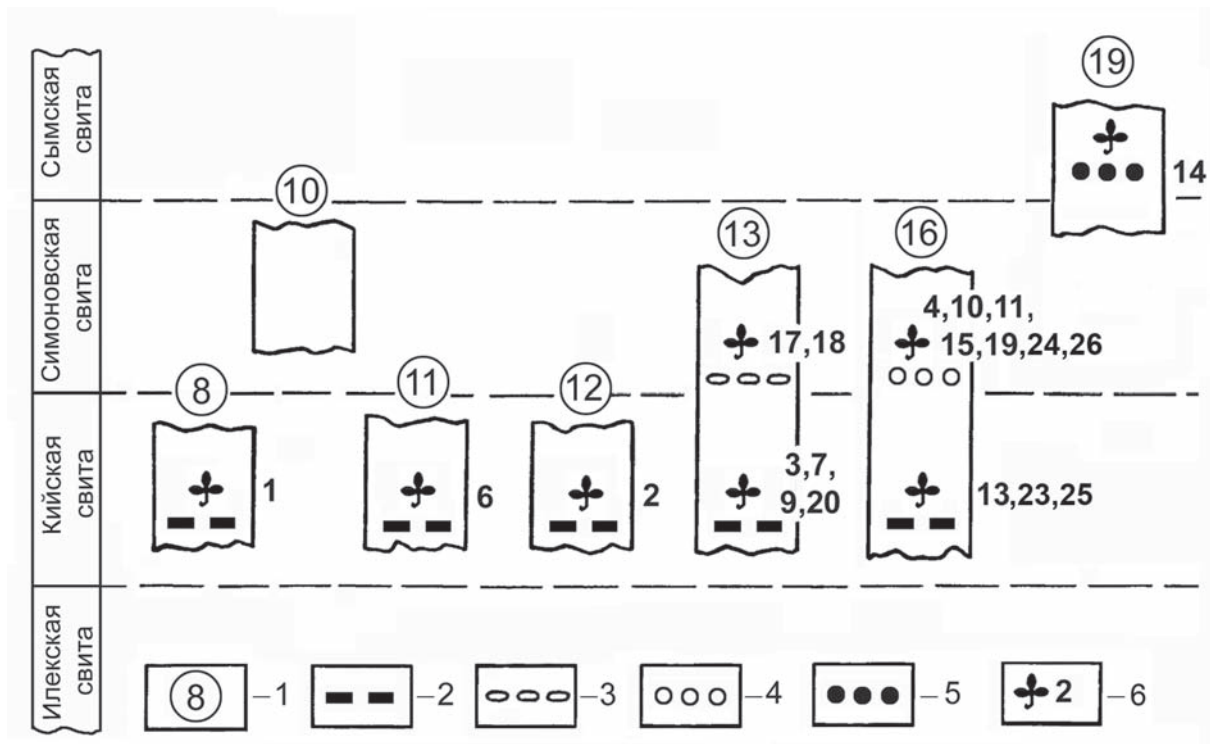 Сымская
свита
19
14
10
Симоновская
свита
13
16
17,18
4,10,11,
15,19,24,26
8
11
12
Кийская
свита
1
6
2
3,7,
9,20
13,23,25
Илекская
свита
8 –1
–2
–3
–4
–5
2 –6